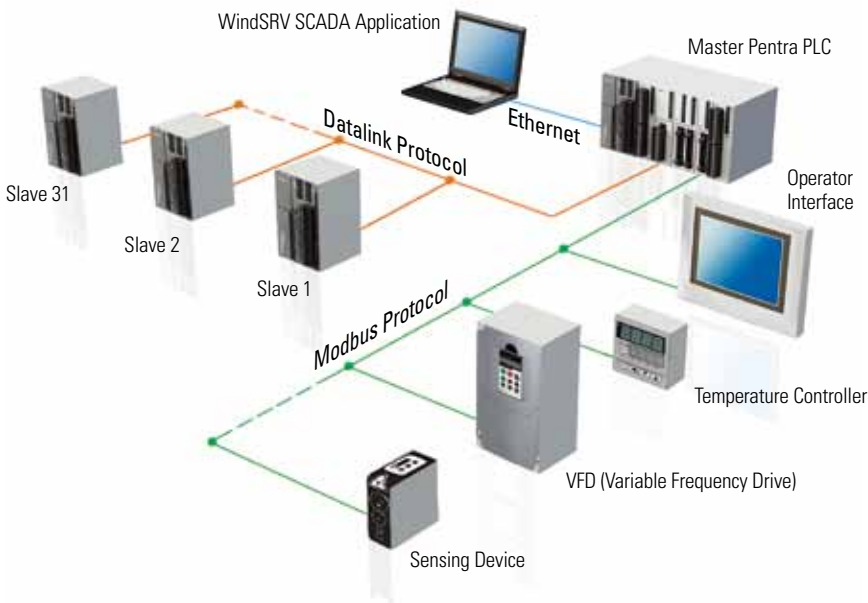 WindSRV SCADA Application
Master Pentra PLC
Ethernet
Datalink Protocol
Operator
Interface
Slave 31
Slave 2
Slave 1
Modbus Protocol
Temperature Controller
VFD (Variable Frequency Drive)
Sensing Device